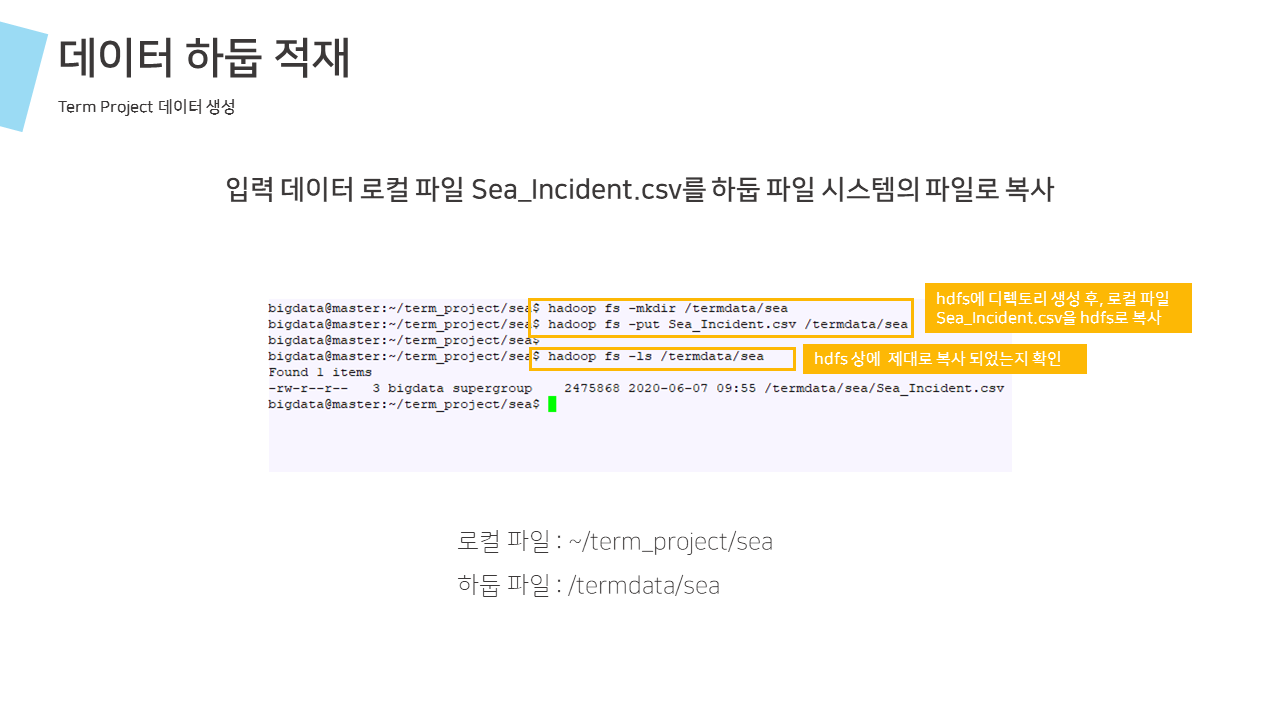 데이터 하둡 적재
Term Project 데이터 생성
입력 데이터 로컬 파일 Sea_Incident.csv를 하둡 파일 시스템의 파일로 복사
bigdata@master:~/term_project/sea$ hadoop fs -mkdir /termdata/sea
bigdata@master:~/term_project/sea$ hadoop fs -put Sea_Incident.csv /termdata/sea
bigdata@master:~/term_project/sea$
bigdata@master:~/term_project/sea$ hadoop fs -ls /termdata/sea
Found 1 items
-rw-r--r-- 3 bigdata supergroup 2475868 2020-06-07 09:55 /termdata/sea/Sea_Incident.csv
bigdata@master:~/term_project/sea$
hdfs에 디렉토리 생성 후, 로컬 파일
Sea_Incident.csv을 hdfs로 복사
hdfs 상에 제대로 복사 되었는지 확인
로컬 파일 : ~/term_project/sea
하둡 파일 : /termdata/sea